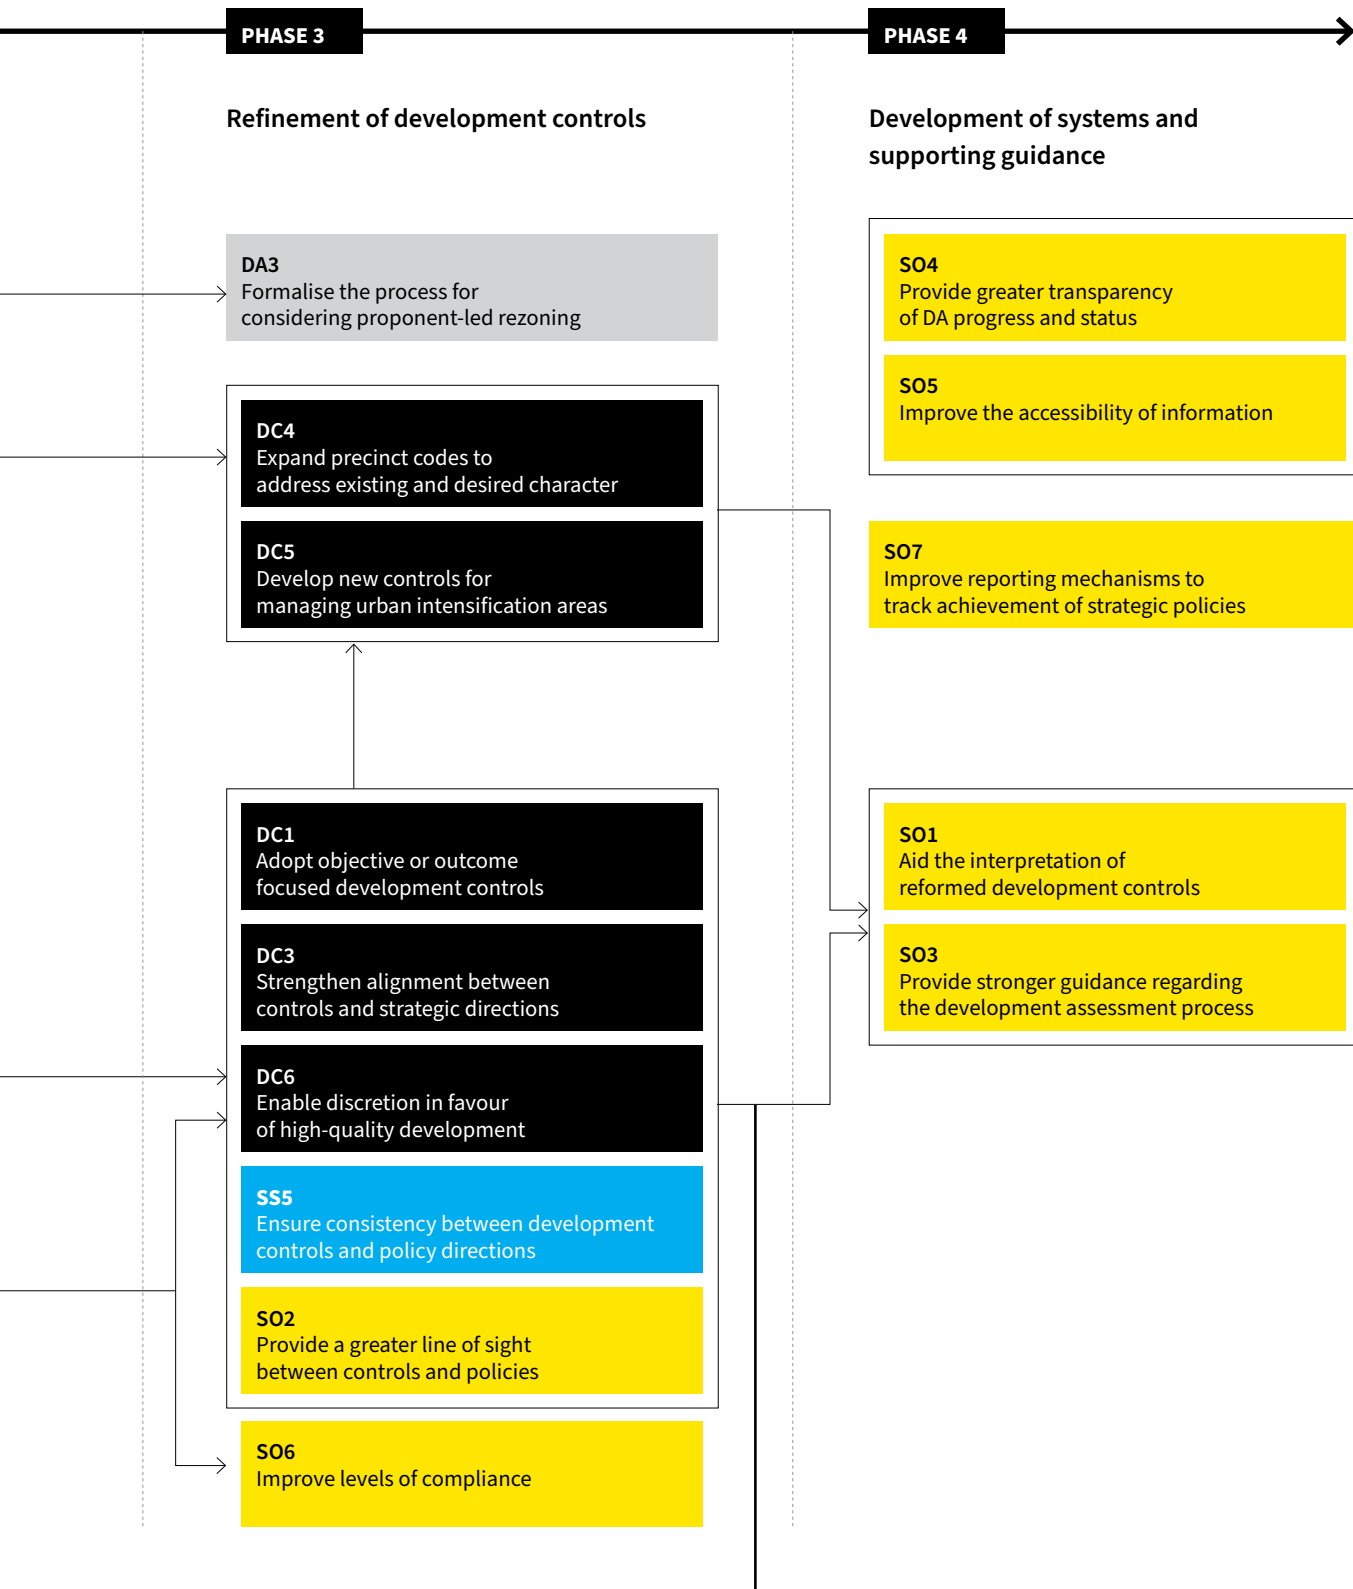 PHASE 3
Refinement of development controls
DA3
Formalise the process for
considering proponent-led rezoning
DC4
Expand precinct codes to
address existing and desired character
DC5
Develop new controls for
managing urban intensification areas
DC1
Adopt objective or outcome
focused development controls
DC3
Strengthen alignment between
controls and strategic directions
DC6
Enable discretion in favour
of high-quality development
SS5
Ensure consistency between development
controls and policy directions
SO2
Provide a greater line of sight
between controls and policies
SO6
Improve levels of compliance
PHASE 4
Development of systems and
supporting guidance
SO4
Provide greater transparency
of DA progress and status
SO5
Improve the accessibility of information
SO7
Improve reporting mechanisms to
track achievement of strategic policies
SO1
Aid the interpretation of
reformed development controls
SO3
Provide stronger guidance regarding
the development assessment process